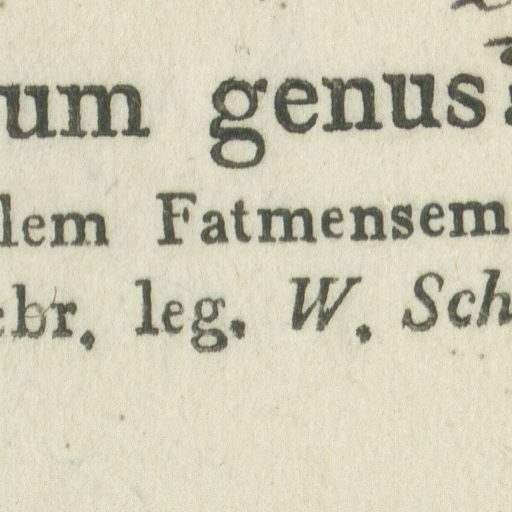 um genus
lem Fatmensem
ebr. leg. W. Sch